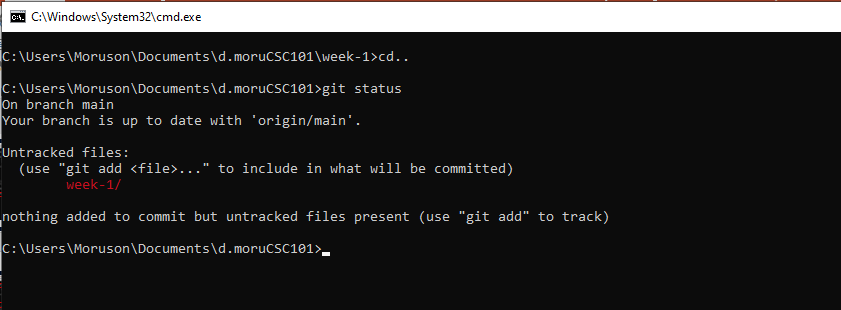 C:\Windows\System32\cmd.exe
C:\Users\Moruson\Documents\d.moruCSC101\week-1>cd..
C:\Users\Moruson\Documents\d.moruCSC101>git status
On branch main
Your branch is up to date with 'origin/main'.
Untracked files:
  (use "git add <file>..." to include in what will be committed)
        week-1/
nothing added to commit but untracked files present (use "git add" to track)
C:\Users\Moruson\Documents\d.moruCSC101>